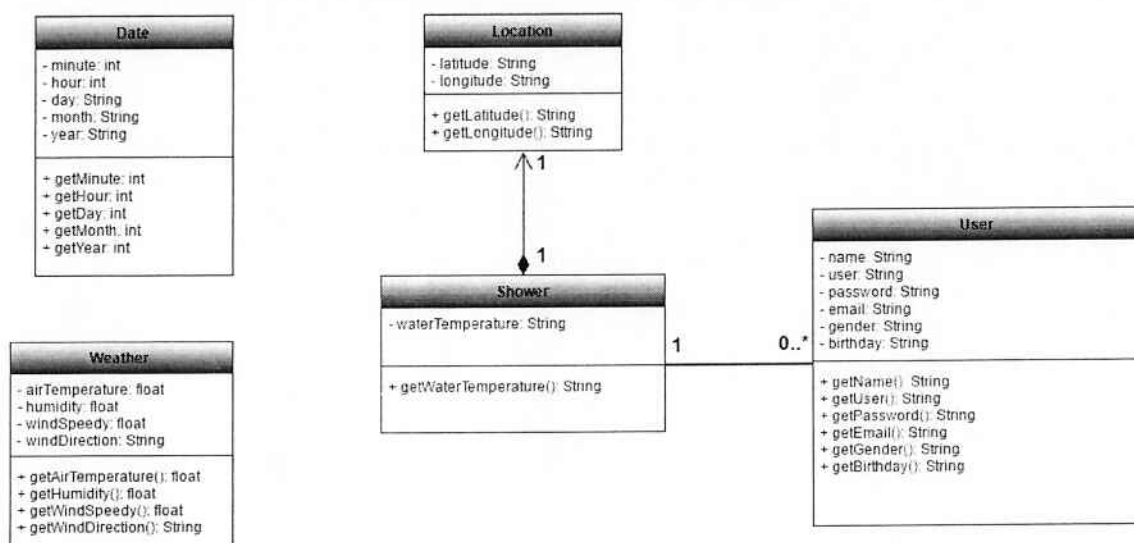 Date
- minute: int
- hour: int
- day: String
- month: String
- year: String
+ getMinute: int
+ getHour: int
+ getDay: int
+ getMonth: int
+ getYear: int
Location
- latitude: String
- longitude: String
+ getLatitude(): String
+ getLongitude(): Sttring
1
1
Shower
- waterTemperature: String
+ getWaterTemperature(): String
1
0..*
User
- name: String
- user: String
- password: String
- email: String
- gender: String
- birthday: String
+ getName(): String
+ getUser(): String
+ getPassword(): String
+ getEmail(): String
+ getGender(): String
+ getBirthday(): String
Weather
- airTemperature: float
- humidity: float
- windSpeedy: float
- windDirection: String
+ getAirTemperature(): float
+ getHumidity(): float
+ getWindSpeedy(): float
+ getWindDirection(): String